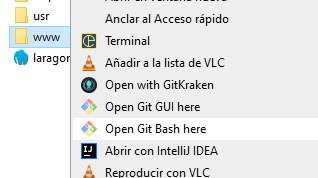 usr
www
laragon
Anclar al Acceso rápido
Terminal
Añadir a la lista de VLC
Open with GitKraken
Open Git GUI here
Open Git Bash here
Abrir con IntelliJ IDEA
Reproducir con VLC